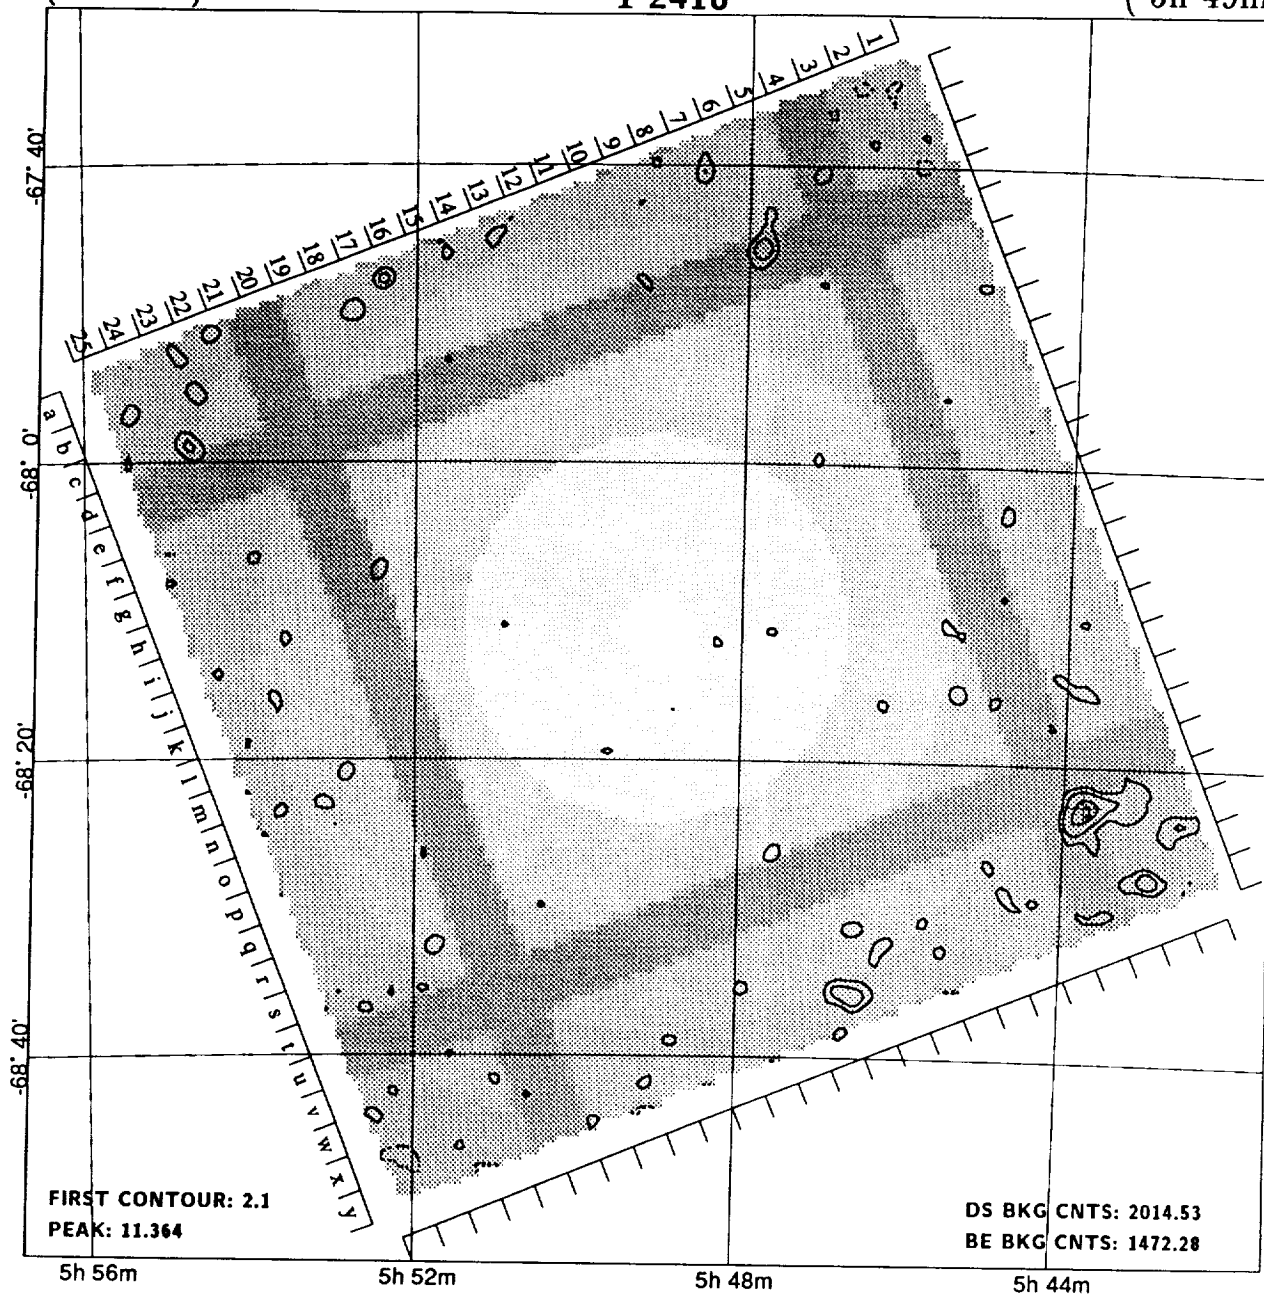 1 2 3 4 5 6 7 8 9 10 11 12 13 14 15 16 17 18 19 20 21 22 23 24 25
a b c d e f g h i j k l m n o p q r s t u v w x y
-67° 40'
-68° 0'
-68° 20'
-68° 40'
FIRST CONTOUR: 2.1
PEAK: 11.364
DS BKG CNTS: 2014.53
BE BKG CNTS: 1472.28
5h 56m
5h 52m
5h 48m
5h 44m